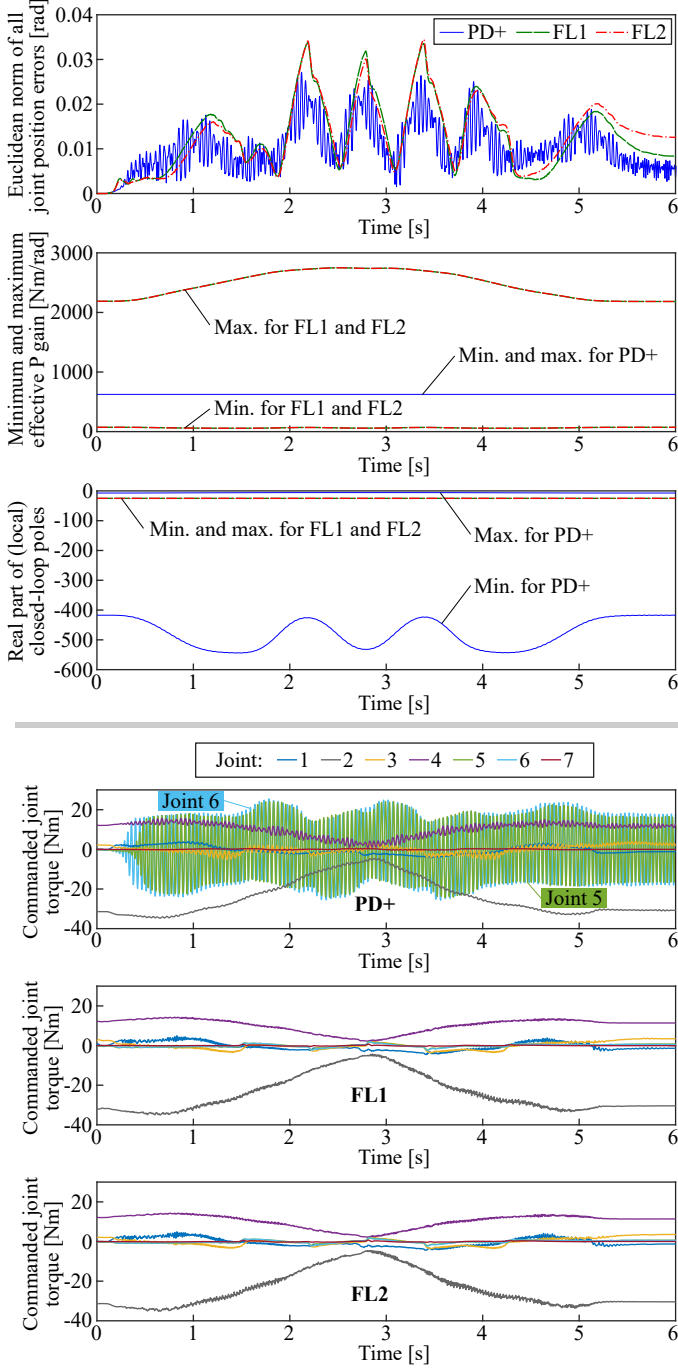 Euclidean norm of all
joint position errors [rad]
0.04
0.03
0.02
0.01
0
PD+ FL1 FL2
0 1 2 3 4 5 6
Time [s]
Minimum and maximum
effective P gain [Nm/rad]
3000
2000
1000
0
Max. for FL1 and FL2
Min. and max. for PD+
Min. for FL1 and FL2
0 1 2 3 4 5 6
Time [s]
Real part of (local)
closed-loop poles
0
-100
-200
-300
-400
-500
-600
Min. and max. for FL1 and FL2
Max. for PD+
Min. for PD+
0 1 2 3 4 5 6
Time [s]
Joint: 1 2 3 4 5 6 7
Commanded joint
torque [Nm]
20
0
-20
-40
Joint 6
Joint 5
PD+
0 1 2 3 4 5 6
Time [s]
Commanded joint
torque [Nm]
20
0
-20
-40
FL1
0 1 2 3 4 5 6
Time [s]
Commanded joint
torque [Nm]
20
0
-20
-40
FL2
0 1 2 3 4 5 6
Time [s]